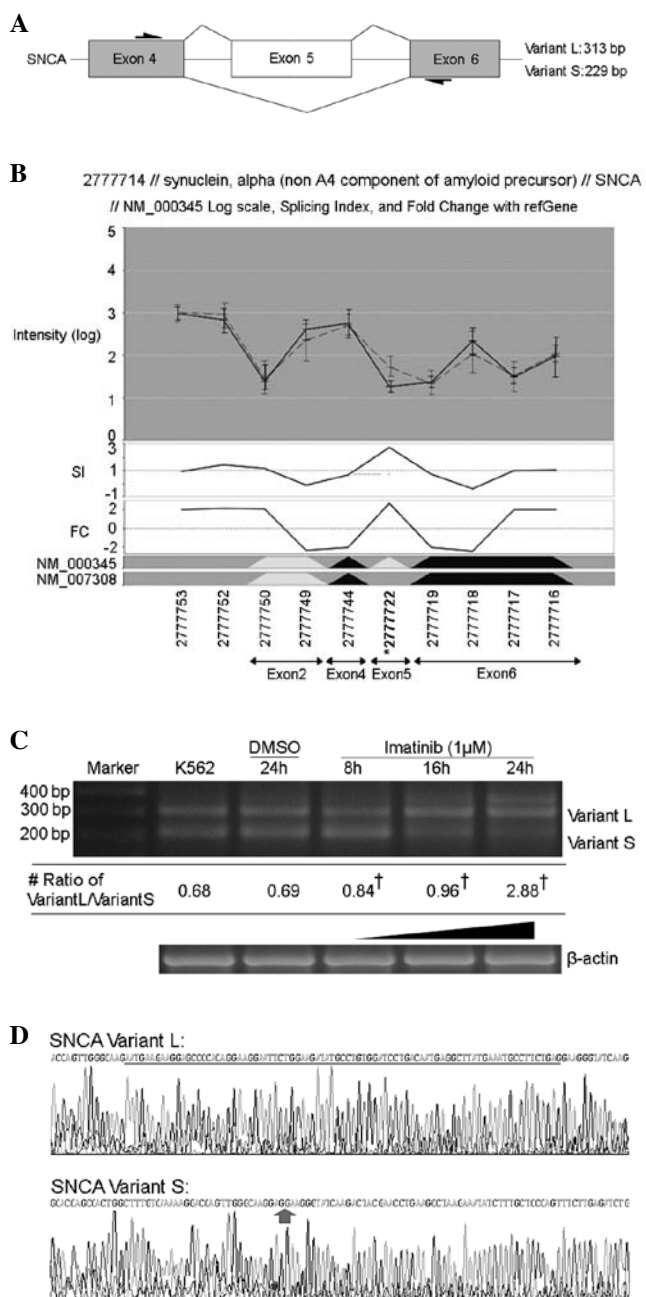 A
SNCA
Exon 4
Exon 5
Exon 6
Variant L:313 bp
Variant S:229 bp
B
2777714 // synuclein, alpha (non A4 component of amyloid precursor) // SNCA
// NM_000345 Log scale, Splicing Index, and Fold Change with refGene
5
4
3
2
1
0
Intensity (log)
3
1
-1
SI
2
0
-2
FC
NM_000345
NM_007308
2777753
2777752
2777750
2777749
2777744
*2777722
2777719
2777718
2777717
2777716
Exon2
Exon4
Exon5
Exon6
C
DMSO
Imatinib (1μM)
Marker
K562
24h
8h
16h
24h
400 bp
300 bp
200 bp
Variant L
Variant S
# Ratio of VariantL/VariantS
0.68
0.69
0.84†
0.96†
2.88†
β-actin
D
SNCA Variant L:
SNCA Variant S: